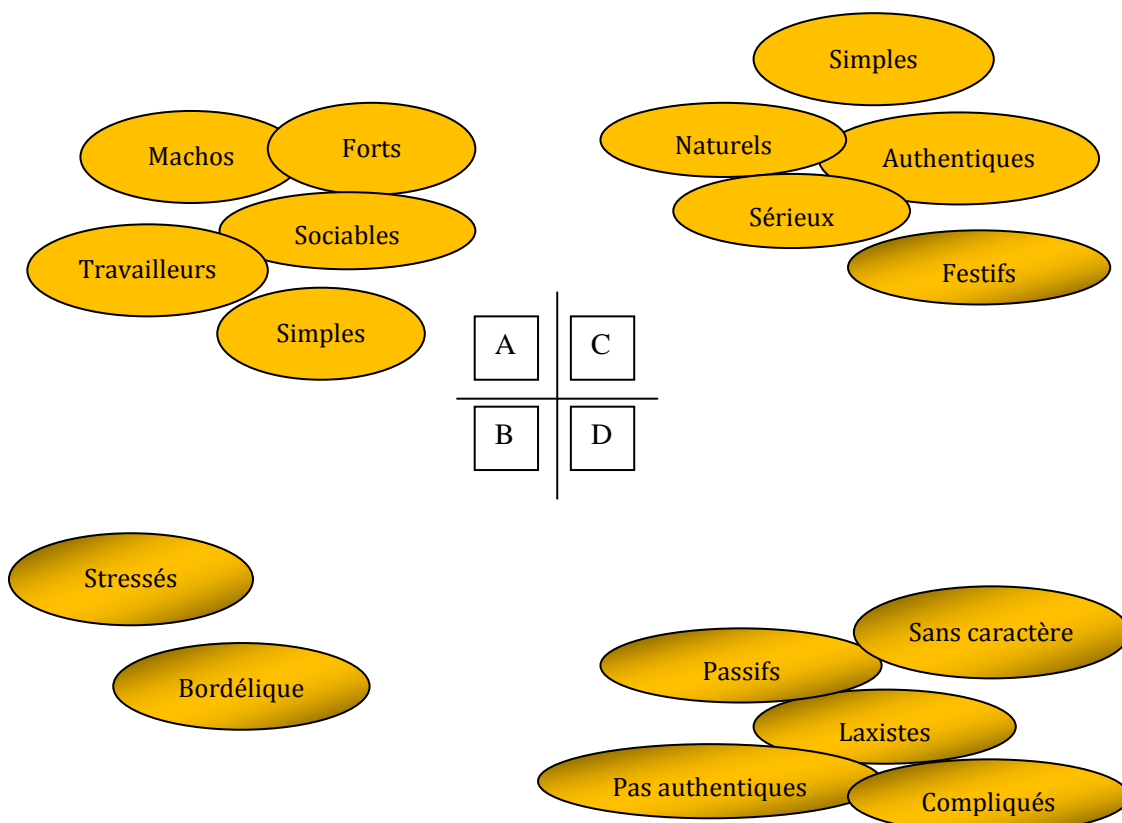 Simples
Machos
Forts
Naturels
Authentiques
Sociables
Sérieux
Travailleurs
Festifs
Simples
A
C
B
D
Stressés
Bordélique
Sans caractère
Passifs
Laxistes
Pas authentiques
Compliqués